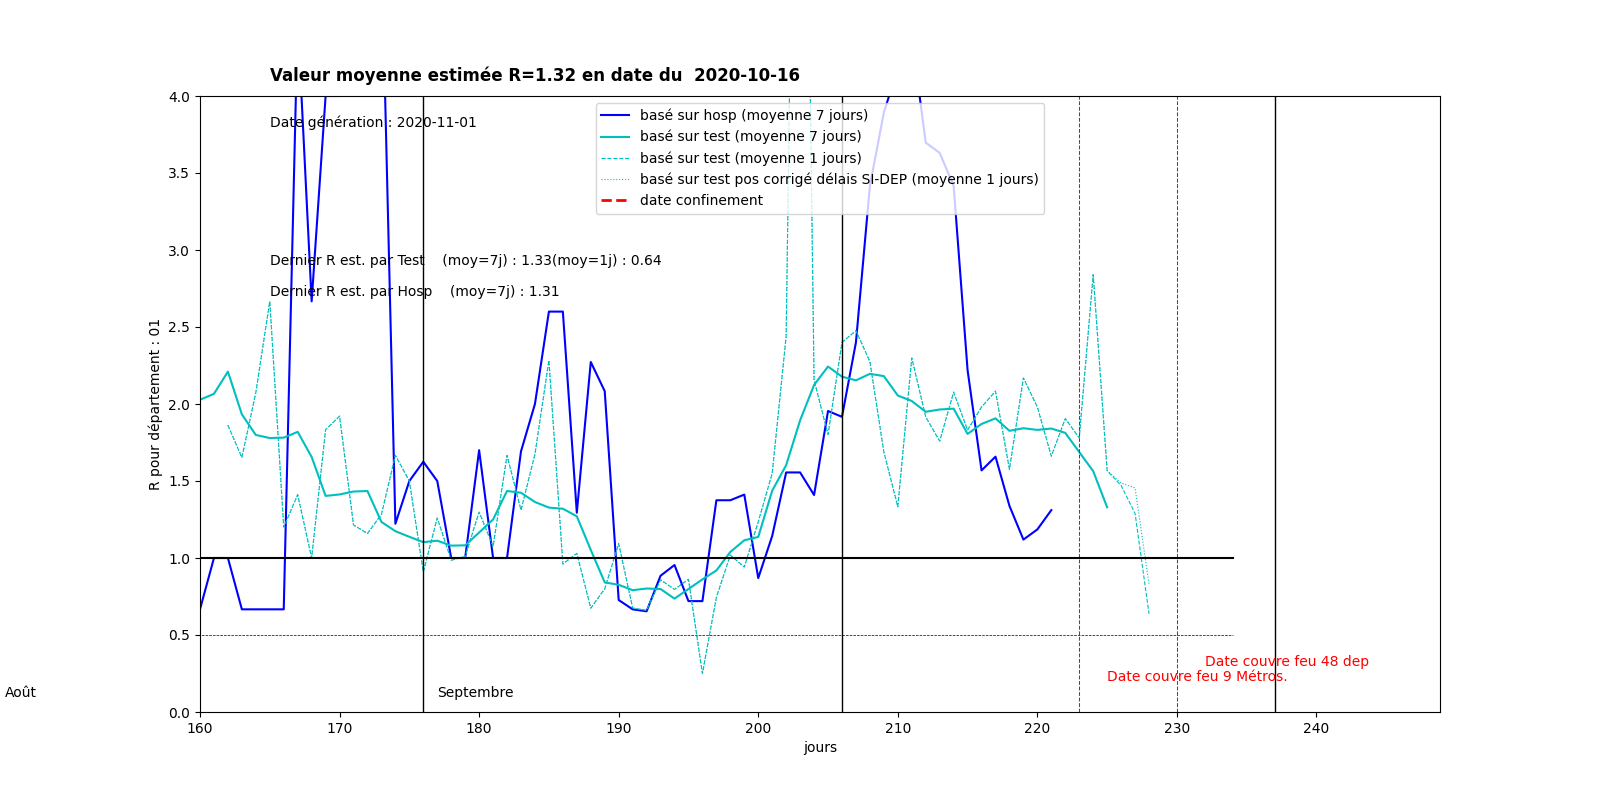 Valeur moyenne estimée R=1.32 en date du  2020-10-16
4.0
Date génération : 2020-11-01
basé sur hosp (moyenne 7 jours)
basé sur test (moyenne 7 jours)
basé sur test (moyenne 1 jours)
basé sur test pos corrigé délais SI-DEP (moyenne 1 jours)
date confinement
3.5
3.0
Dernier R est. par Test    (moy=7j) : 1.33(moy=1j) : 0.64
Dernier R est. par Hosp    (moy=7j) : 1.31
2.5
2.0
R pour département : 01
1.5
1.0
0.5
Date couvre feu 48 dep
Date couvre feu 9 Métros.
Août
Septembre
0.0
160 170 180 190 200 210 220 230 240
jours